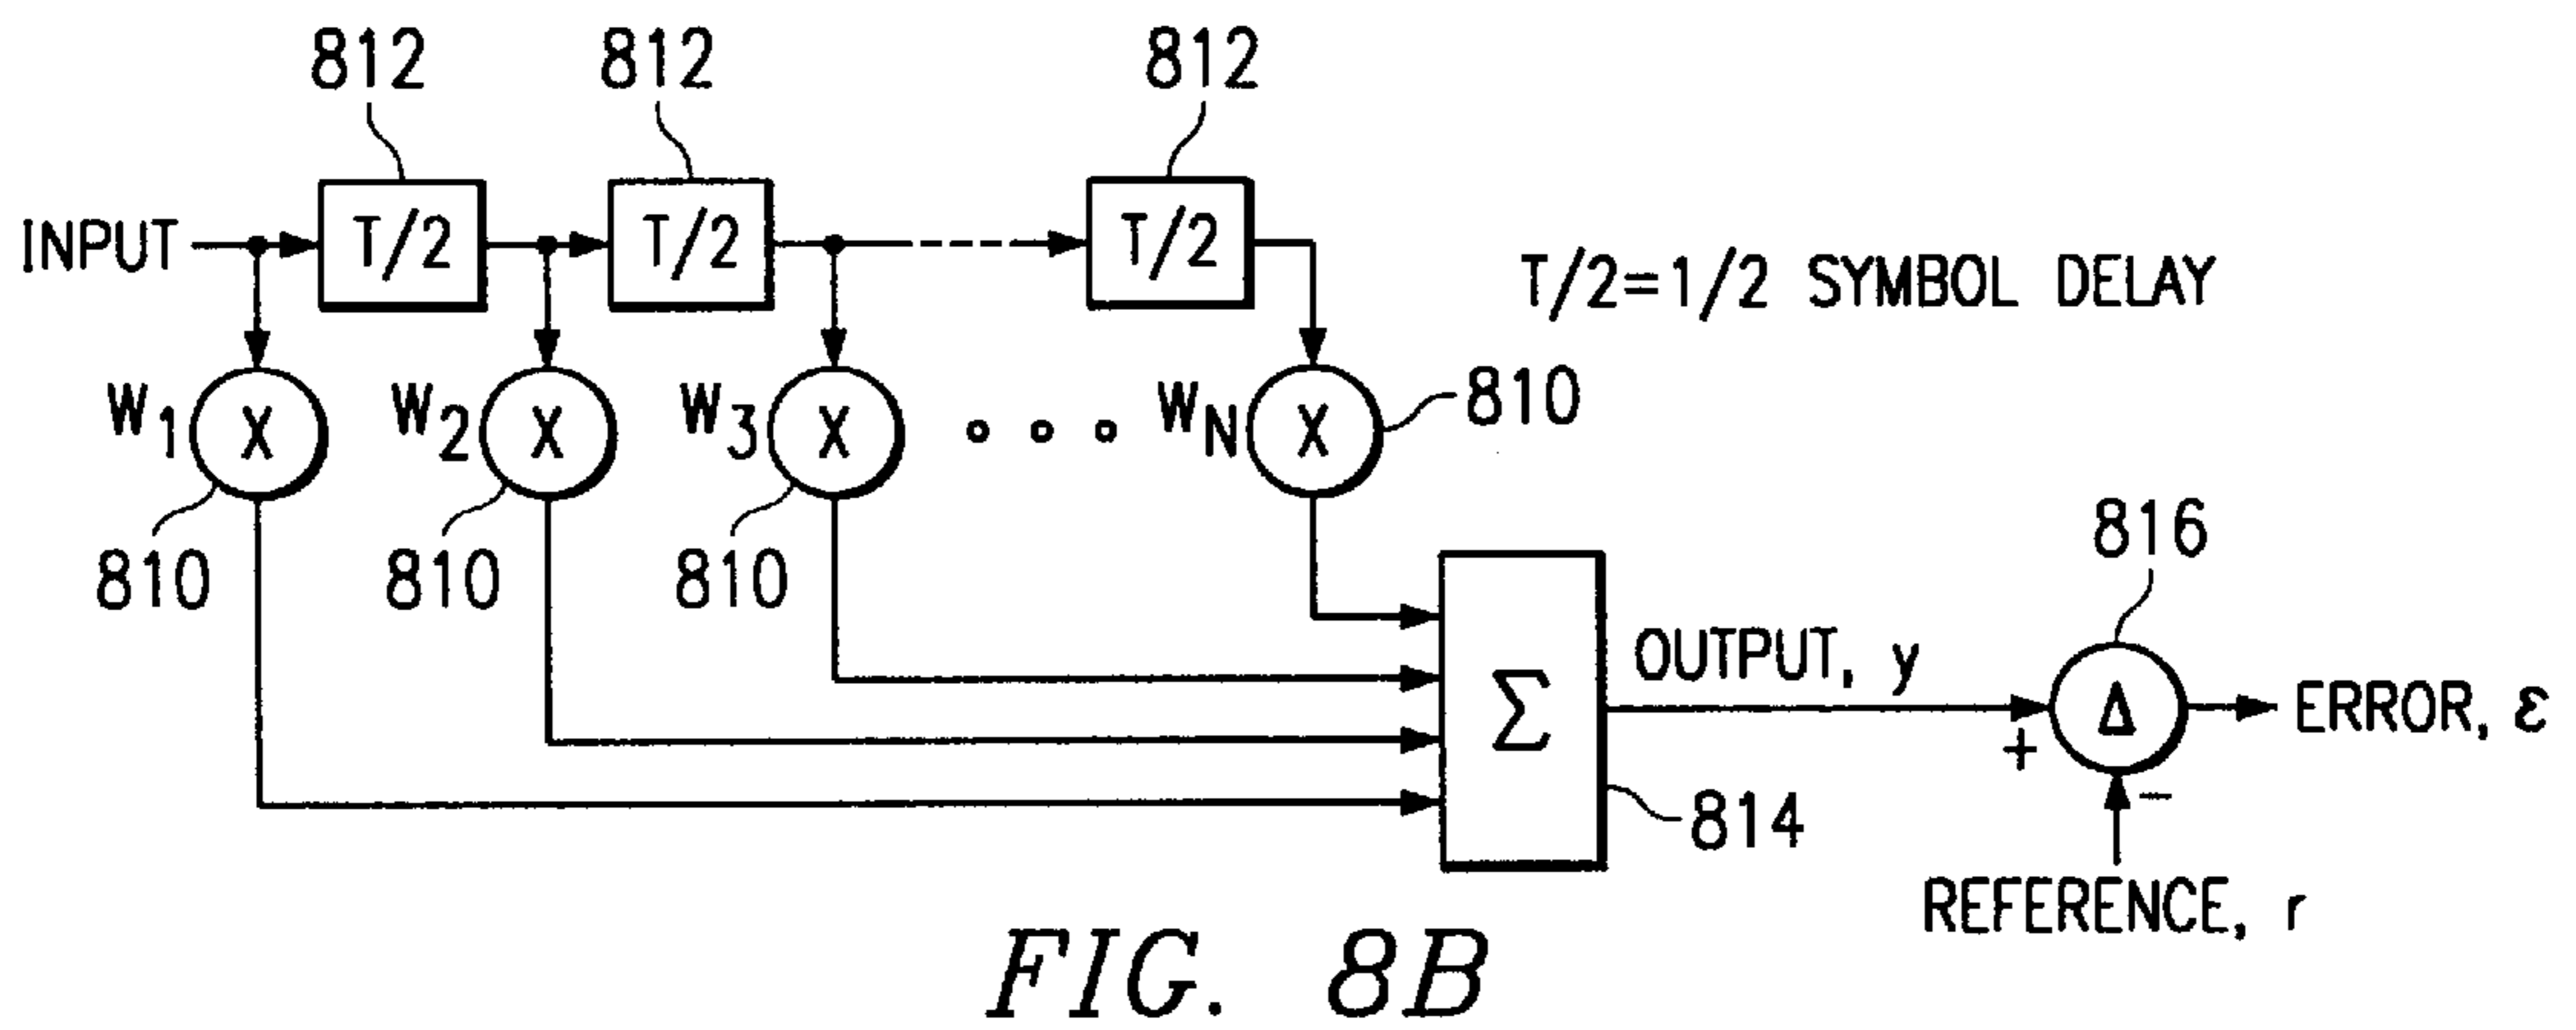 812 812 812
INPUT T/2 T/2 T/2
T/2=1/2 SYMBOL DELAY
W1 X W2 X W3 X WN X 810
810 810 810
816
OUTPUT, y
Σ + Δ ERROR, ε
−
814
REFERENCE, r
FIG. 8B